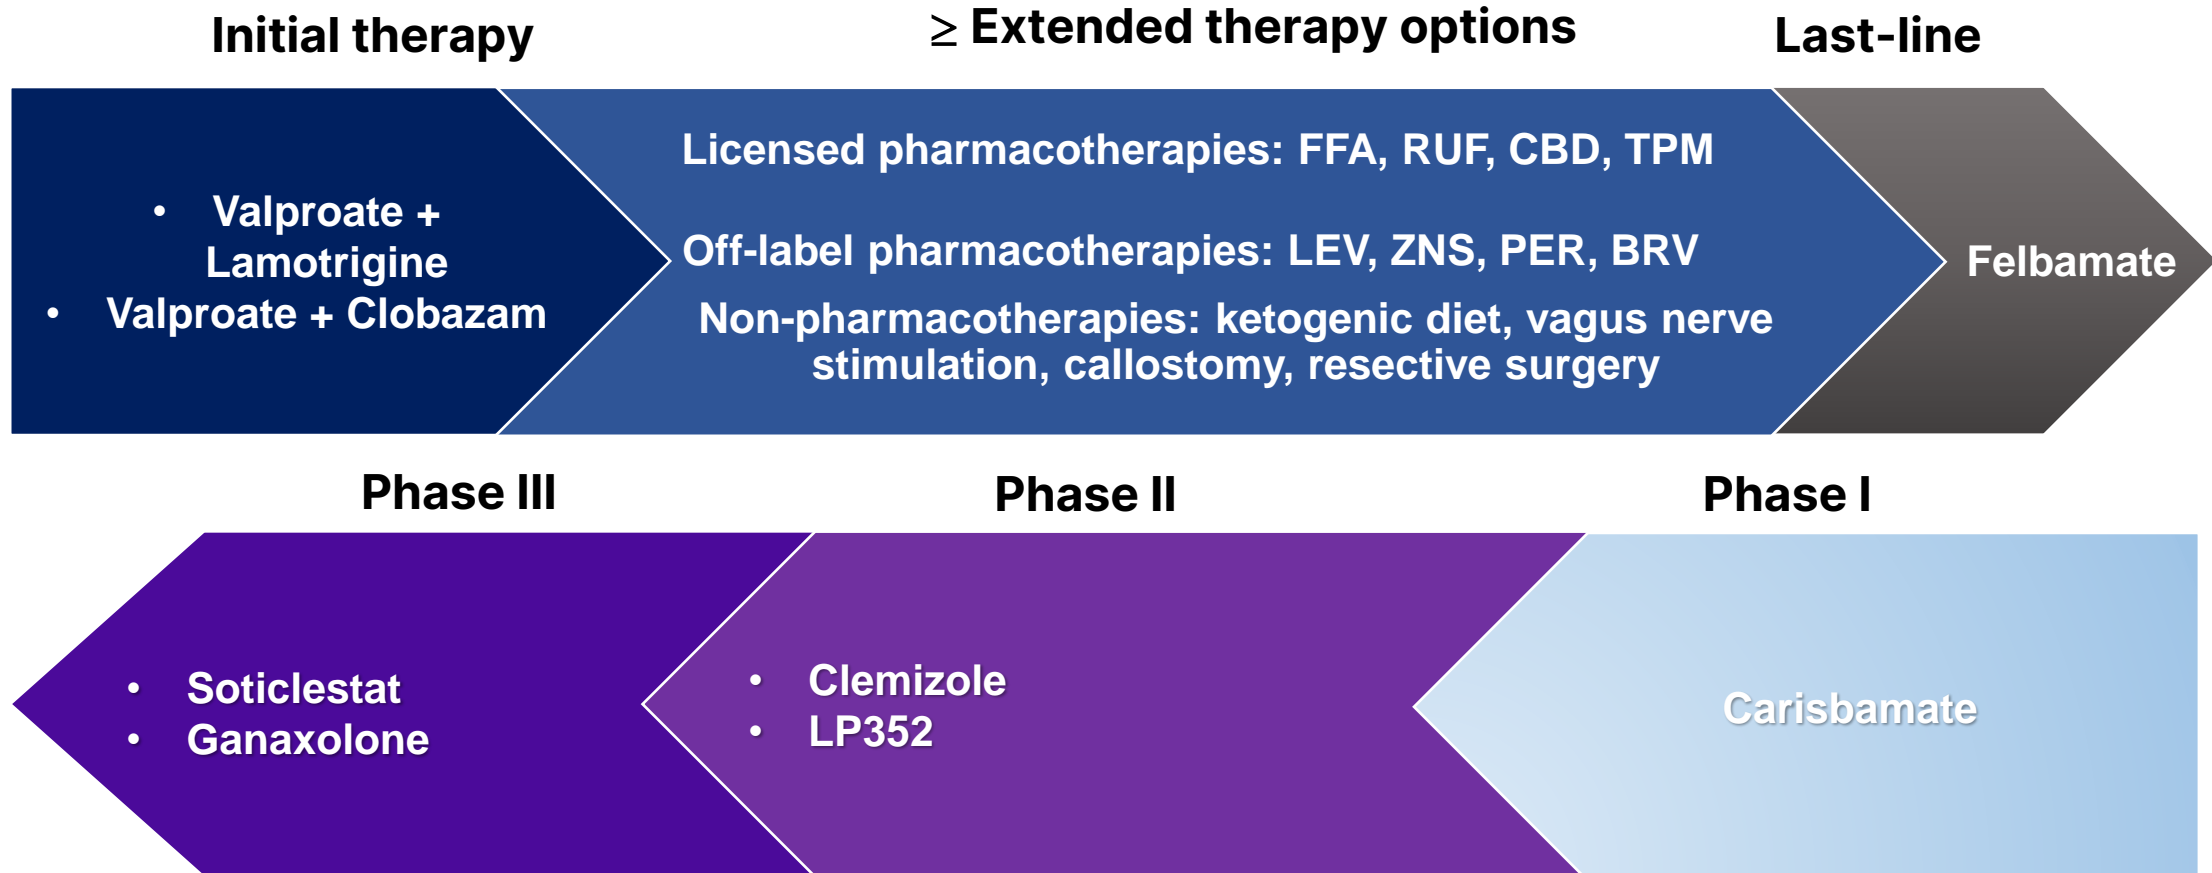 Initial therapy
≥ Extended therapy options
Last-line
• Valproate +
Lamotrigine
• Valproate + Clobazam
Licensed pharmacotherapies: FFA, RUF, CBD, TPM
Off-label pharmacotherapies: LEV, ZNS, PER, BRV
Non-pharmacotherapies: ketogenic diet, vagus nerve
stimulation, callostomy, resective surgery
Felbamate
Phase III
Phase II
Phase I
• Soticlestat
• Ganaxolone
• Clemizole
• LP352
Carisbamate